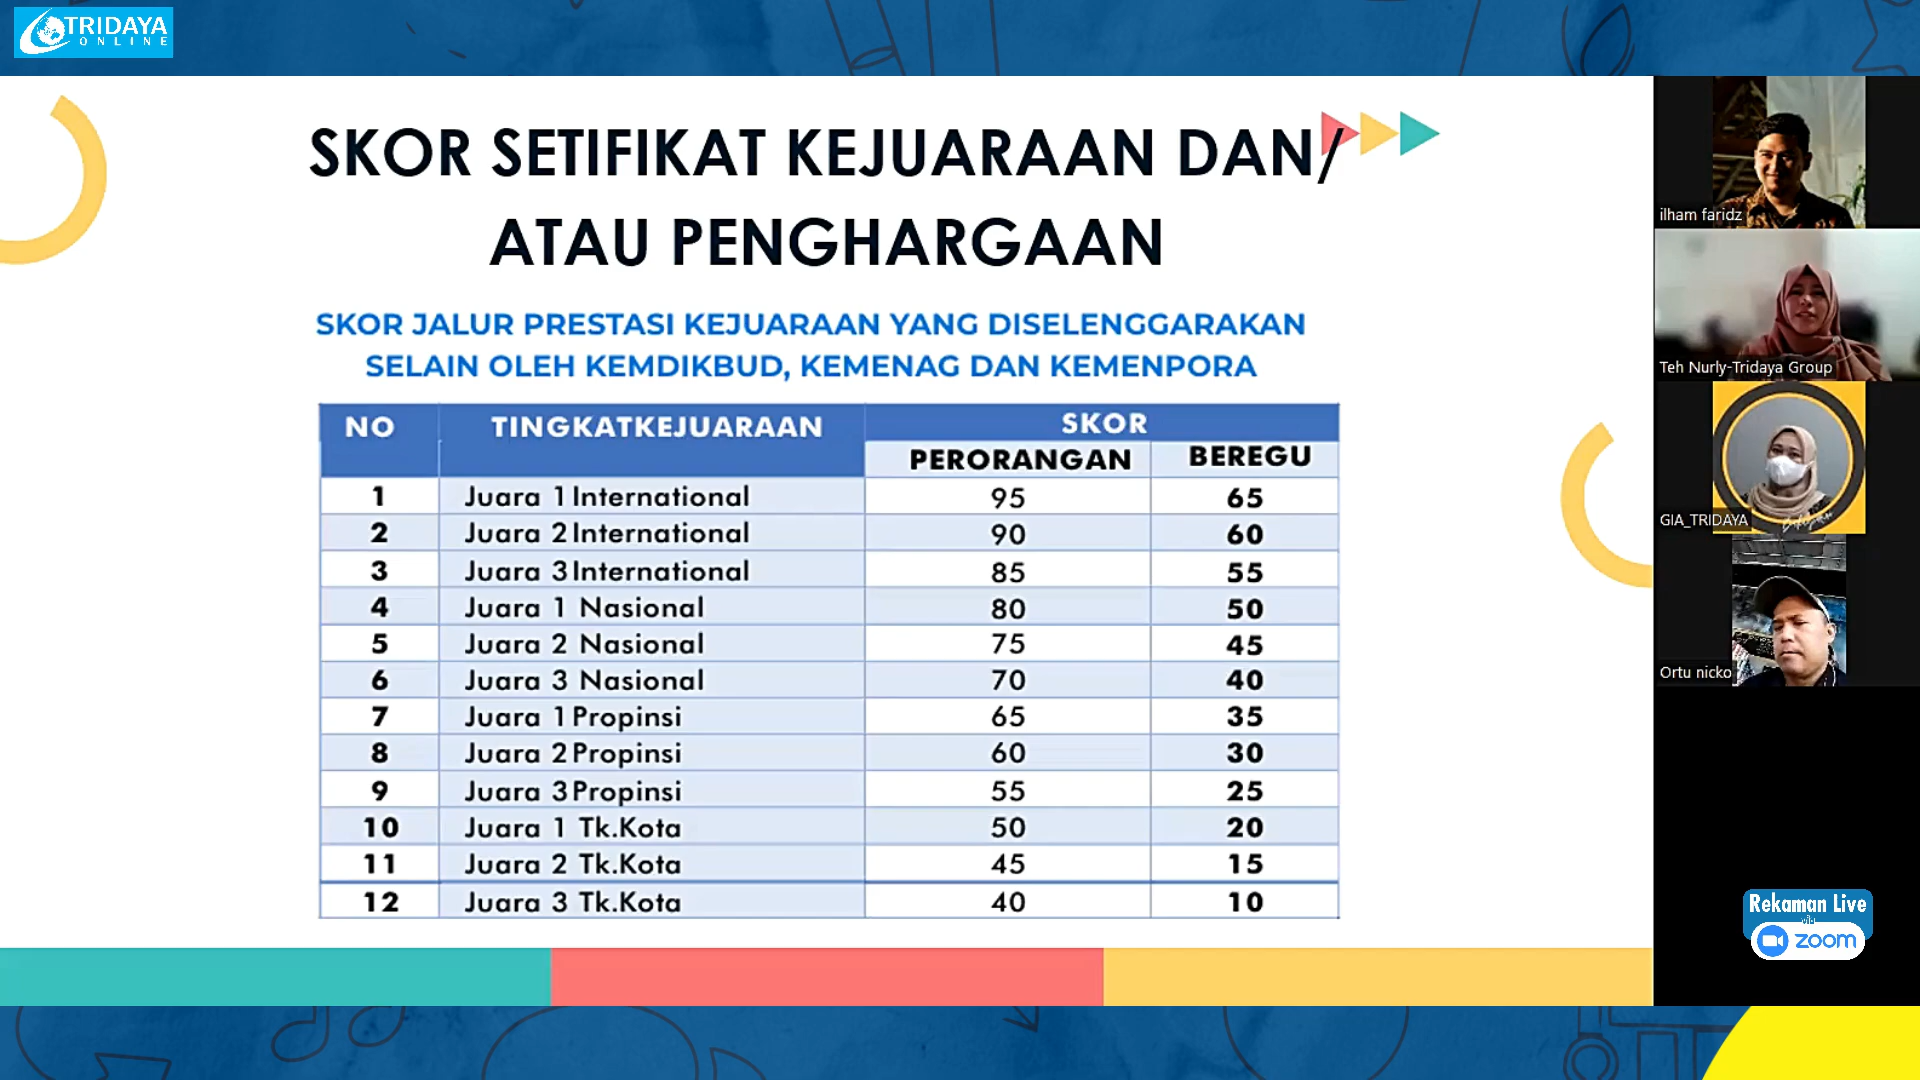 TRIDAYA
ONLINE
SKOR SETIFIKAT KEJUARAAN DAN/
ATAU PENGHARGAAN
SKOR JALUR PRESTASI KEJUARAAN YANG DISELENGGARAKAN
SELAIN OLEH KEMDIKBUD, KEMENAG DAN KEMENPORA
NO TINGKATKEJUARAAN SKOR
PERORANGAN BEREGU
1 Juara 1 International 95 65
2 Juara 2 International 90 60
3 Juara 3 International 85 55
4 Juara 1 Nasional 80 50
5 Juara 2 Nasional 75 45
6 Juara 3 Nasional 70 40
7 Juara 1 Propinsi 65 35
8 Juara 2 Propinsi 60 30
9 Juara 3 Propinsi 55 25
10 Juara 1 Tk.Kota 50 20
11 Juara 2 Tk.Kota 45 15
12 Juara 3 Tk.Kota 40 10
ilham faridz
Teh Nurly-Tridaya Group
GIA_TRIDAYA
Ortu nicko
Rekaman Live
via
zoom